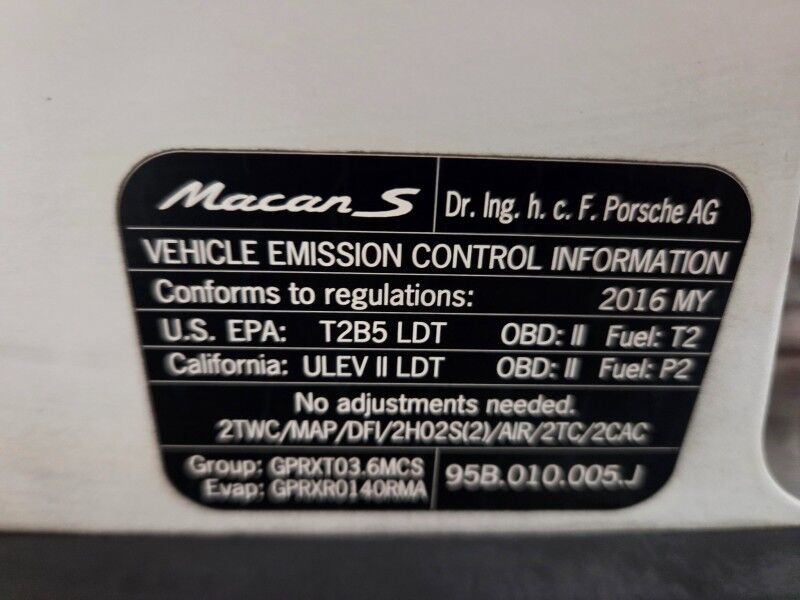 Macan S
Dr. Ing. h. c. F. Porsche AG
VEHICLE EMISSION CONTROL INFORMATION
Conforms to regulations: 2016 MY
U.S. EPA: T2B5 LDT OBD: II Fuel: T2
California: ULEV II LDT OBD: II Fuel: P2
No adjustments needed.
2TWC/MAP/DFI/2HO2S(2)/AIR/2TC/2CAC
Group: GPRXT03.6MCS
Evap: GPRXR0140RMA
95B.010.005.J